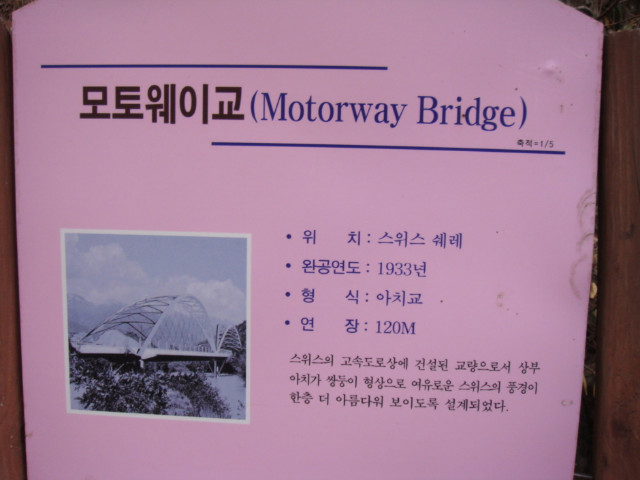 모토웨이교(Motorway Bridge)
축척=1/5
• 위 치 : 스위스 쉐레
• 완공연도 : 1933년
• 형 식 : 아치교
• 연 장 : 120M
스위스의 고속도로상에 건설된 교량으로서 상부
아치가 쌍둥이 형상으로 여유로운 스위스의 풍경이
한층 더 아름다워 보이도록 설계되었다.